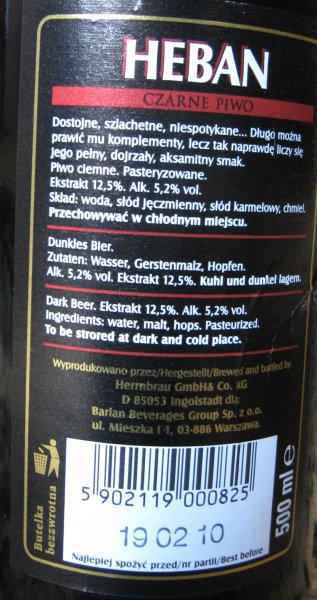 HEBAN
CZARNE PIWO
Dostojne, szlachetne, niespotykane... Długo można
prawić mu komplementy, lecz tak naprawdę liczy się
jego pełny, dojrzały, aksamitny smak.
Piwo ciemne. Pasteryzowane.
Ekstrakt 12,5%. Alk. 5,2% vol.
Skład: woda, słód jęczmienny, słód karmelowy, chmiel.
Przechowywać w chłodnym miejscu.
Dunkles Bier.
Zutaten: Wasser, Gerstenmalz, Hopfen.
Alk. 5,2% vol. Ekstrakt 12,5%. Kuhl und dunkel lagern.
Dark Beer. Ekstrakt 12,5%. Alk. 5,2% vol.
Ingredients: water, malt, hops. Pasteurized.
To be strored at dark and cold place.
Wyprodukowano przez/Hergestellt/Brewed and bottled by:
Herrnbrau GmbH& Co. KG
D 85053 Ingolstadt dla:
Barlan Beverages Group Sp. z o.o.
ul. Mieszka I 4, 03-886 Warszawa.
Butelka
bezzwrotna
5 902119 000825
19 02 10
Najlepiej spożyć przed/nr partii/Best before
500 ml e